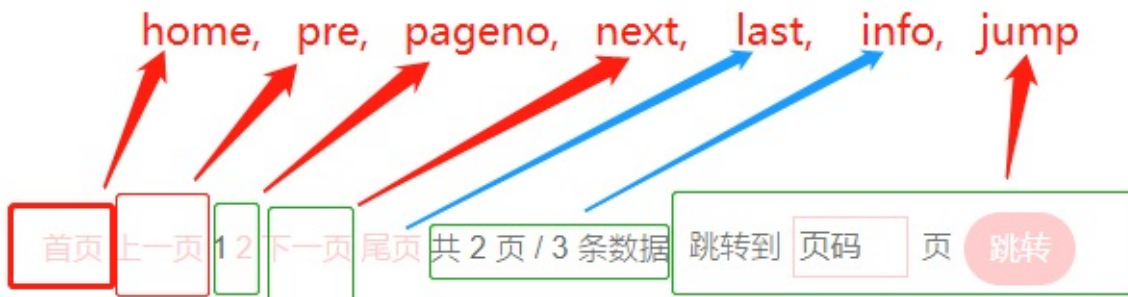 home, pre, pageno, next, last, info, jump
首页 上一页 1 2 下一页 尾页 共 2 页 / 3 条数据 跳转到 页码 页 跳转